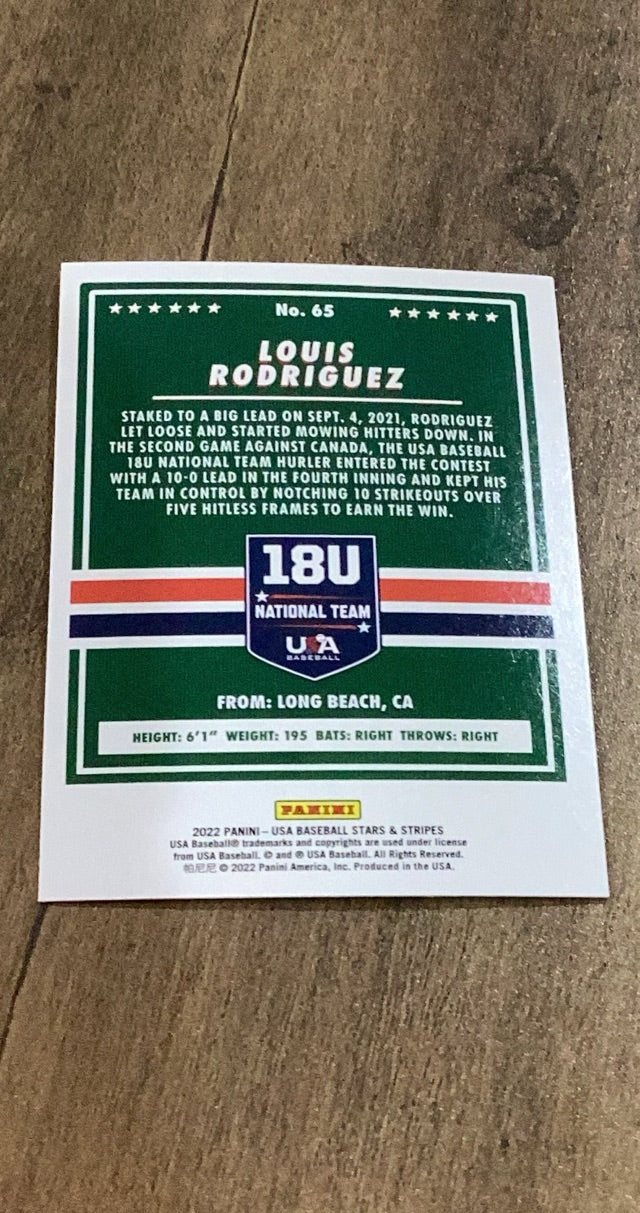 No. 65
LOUIS
RODRIGUEZ
STAKED TO A BIG LEAD ON SEPT. 4, 2021, RODRIGUEZ
LET LOOSE AND STARTED MOWING HITTERS DOWN. IN
THE SECOND GAME AGAINST CANADA, THE USA BASEBALL
18U NATIONAL TEAM HURLER ENTERED THE CONTEST
WITH A 10-0 LEAD IN THE FOURTH INNING AND KEPT HIS
TEAM IN CONTROL BY NOTCHING 10 STRIKEOUTS OVER
FIVE HITLESS FRAMES TO EARN THE WIN.
18U
NATIONAL TEAM
USA
BASEBALL
FROM: LONG BEACH, CA
HEIGHT: 6'1" WEIGHT: 195 BATS: RIGHT THROWS: RIGHT
PANINI
2022 PANINI – USA BASEBALL STARS & STRIPES
USA Baseball® trademarks and copyrights are used under license
from USA Baseball. © and ® USA Baseball. All Rights Reserved.
帕尼尼 © 2022 Panini America, Inc. Produced in the USA.